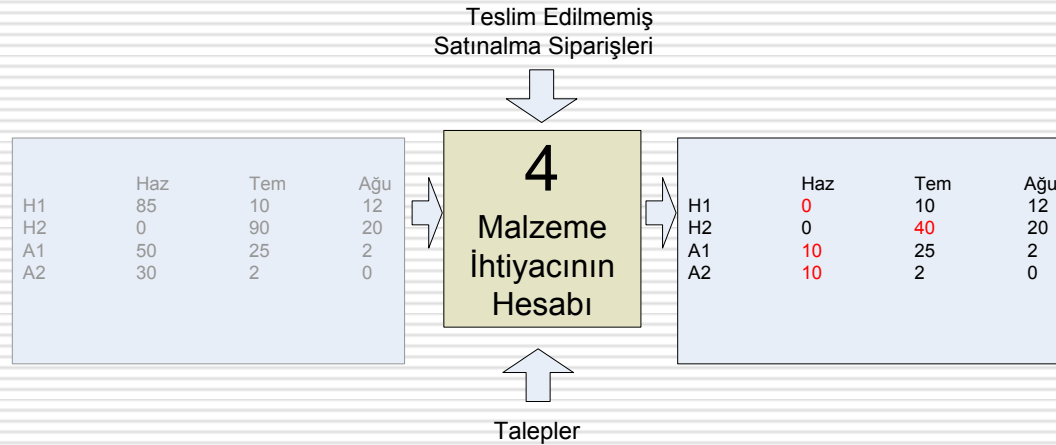 Teslim Edilmemiş
Satınalma Siparişleri
Haz Tem Ağu
H1 85 10 12
H2 0 90 20
A1 50 25 2
A2 30 2 0
4
Malzeme
İhtiyacının
Hesabı
Haz Tem Ağu
H1 0 10 12
H2 0 40 20
A1 10 25 2
A2 10 2 0
Talepler